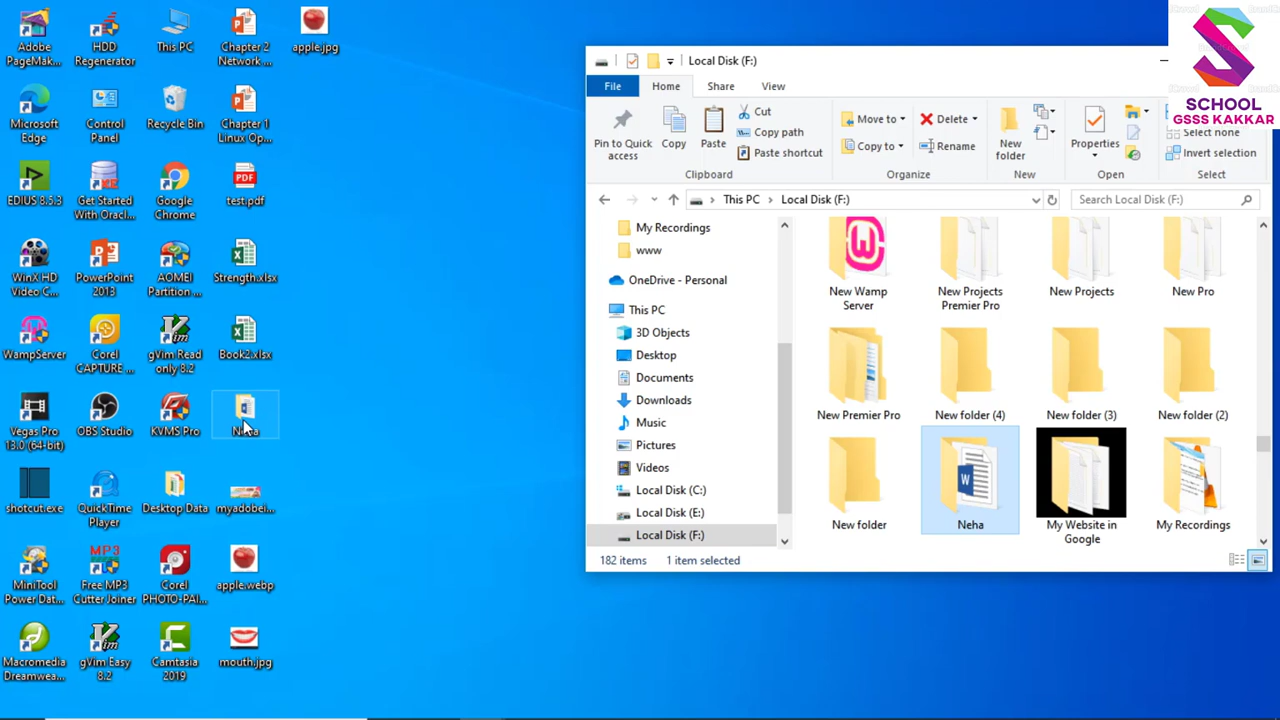 Adobe
PageMak...
HDD
Regenerator
This PC
Chapter 2
Network ...
apple.jpg
Microsoft
Edge
Control
Panel
Recycle Bin
Chapter 1
Linux Op...
EDIUS 8.5.3
Get Started
With Oracl...
Google
Chrome
test.pdf
WinX HD
Video C...
PowerPoint
2013
AOMEI
Partition ...
Strength.xlsx
WampServer
Corel
CAPTURE ...
gVim Read
only 8.2
Book2.xlsx
Vegas Pro
13.0 (64-bit)
OBS Studio
KVMS Pro
shotcut.exe
QuickTime
Player
Desktop Data
myadobei...
MiniTool
Power Dat...
Free MP3
Cutter Joiner
Corel
PHOTO-PAI...
apple.webp
Macromedia
Dreamwea...
gVim Easy
8.2
Camtasia
2019
mouth.jpg
Local Disk (F:)
File
Home
Share
View
Pin to Quick
access
Copy
Paste
Cut
Copy path
Paste shortcut
Clipboard
Move to
Copy to
Delete
Rename
Organize
New
folder
New
Properties
Open
Select none
Invert selection
Select
This PC
Local Disk (F:)
Search Local Disk (F:)
My Recordings
www
OneDrive - Personal
This PC
3D Objects
Desktop
Documents
Downloads
Music
Pictures
Videos
Local Disk (C:)
Local Disk (E:)
Local Disk (F:)
New Wamp
Server
New Projects
Premier Pro
New Projects
New Pro
New Premier Pro
New folder (4)
New folder (3)
New folder (2)
New folder
Neha
My Website in
Google
My Recordings
182 items
1 item selected
SCHOOL
GSSS KAKKAR